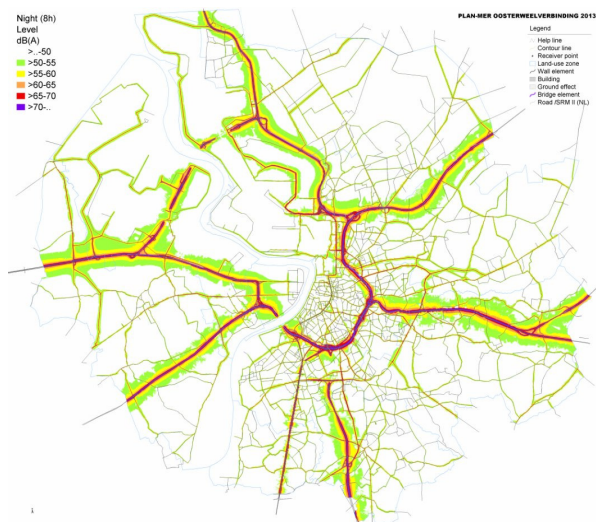 Night (8h)
Level
dB(A)
>..-50
>50-55
>55-60
>60-65
>65-70
>70-..
PLAN-MER OOSTERWEELVERBINDING 2013
Legend
Help line
Contour line
Receiver point
Land-use zone
Wall element
Building
Ground effect
Bridge element
Road /SRM II (NL)